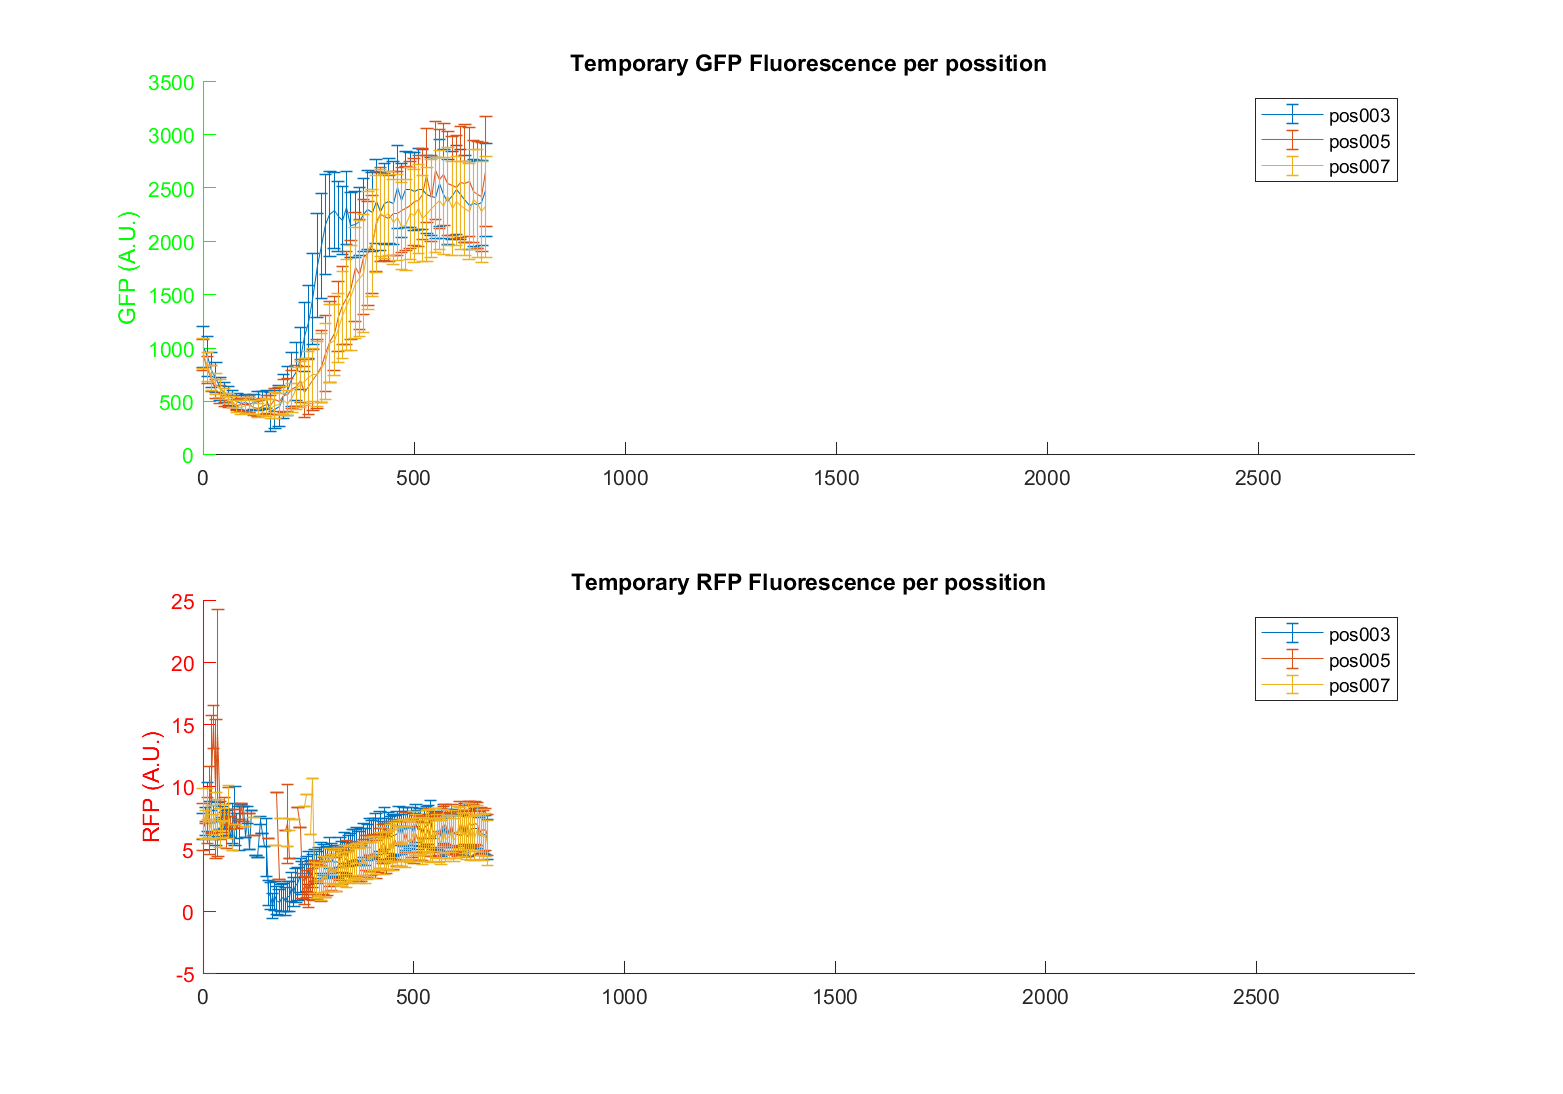 Temporary GFP Fluorescence per possition
3500
3000
2500
2000
1500
1000
500
0
GFP (A.U.)
pos003
pos005
pos007
0 500 1000 1500 2000 2500
Temporary RFP Fluorescence per possition
25
20
15
10
5
0
-5
RFP (A.U.)
pos003
pos005
pos007
0 500 1000 1500 2000 2500